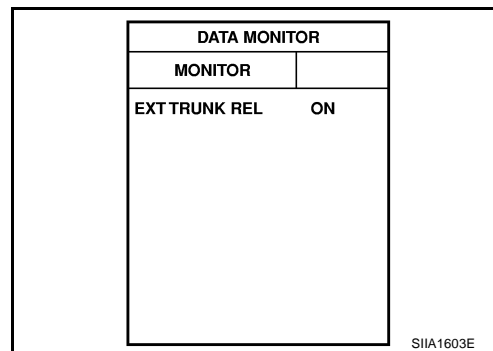 DATA MONITOR
MONITOR
EXT TRUNK REL ON
SIIA1603E